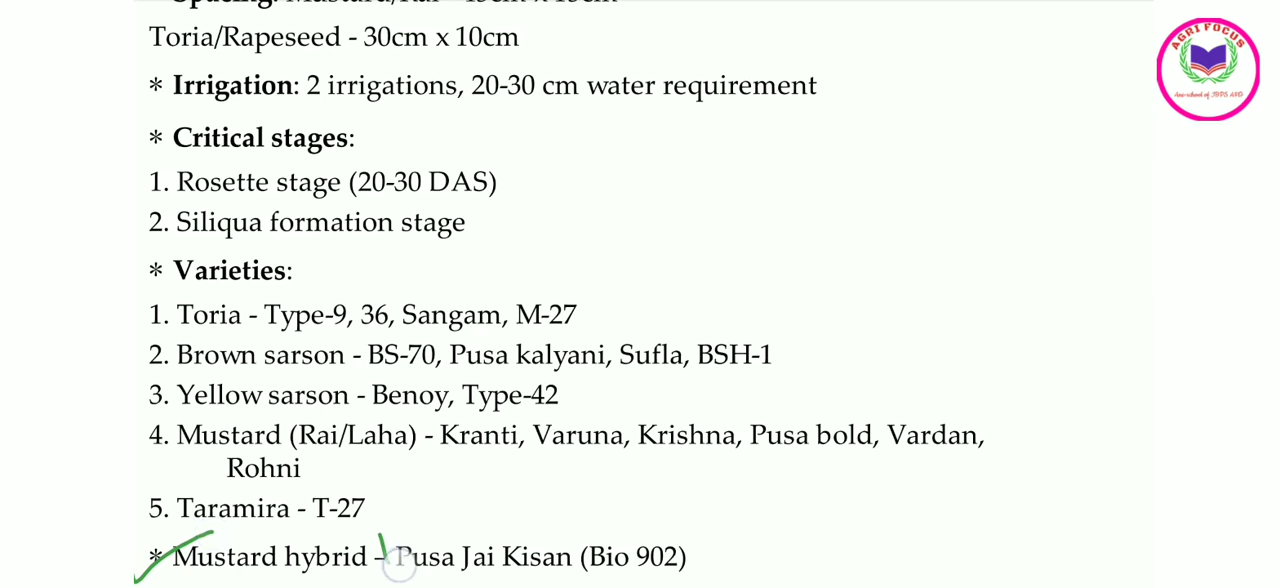 Toria/Rapeseed - 30cm x 10cm
* Irrigation: 2 irrigations, 20-30 cm water requirement
* Critical stages:
1. Rosette stage (20-30 DAS)
2. Siliqua formation stage
* Varieties:
1. Toria - Type-9, 36, Sangam, M-27
2. Brown sarson - BS-70, Pusa kalyani, Sufla, BSH-1
3. Yellow sarson - Benoy, Type-42
4. Mustard (Rai/Laha) - Kranti, Varuna, Krishna, Pusa bold, Vardan,
Rohni
5. Taramira - T-27
* Mustard hybrid - Pusa Jai Kisan (Bio 902)
AGRI FOCUS